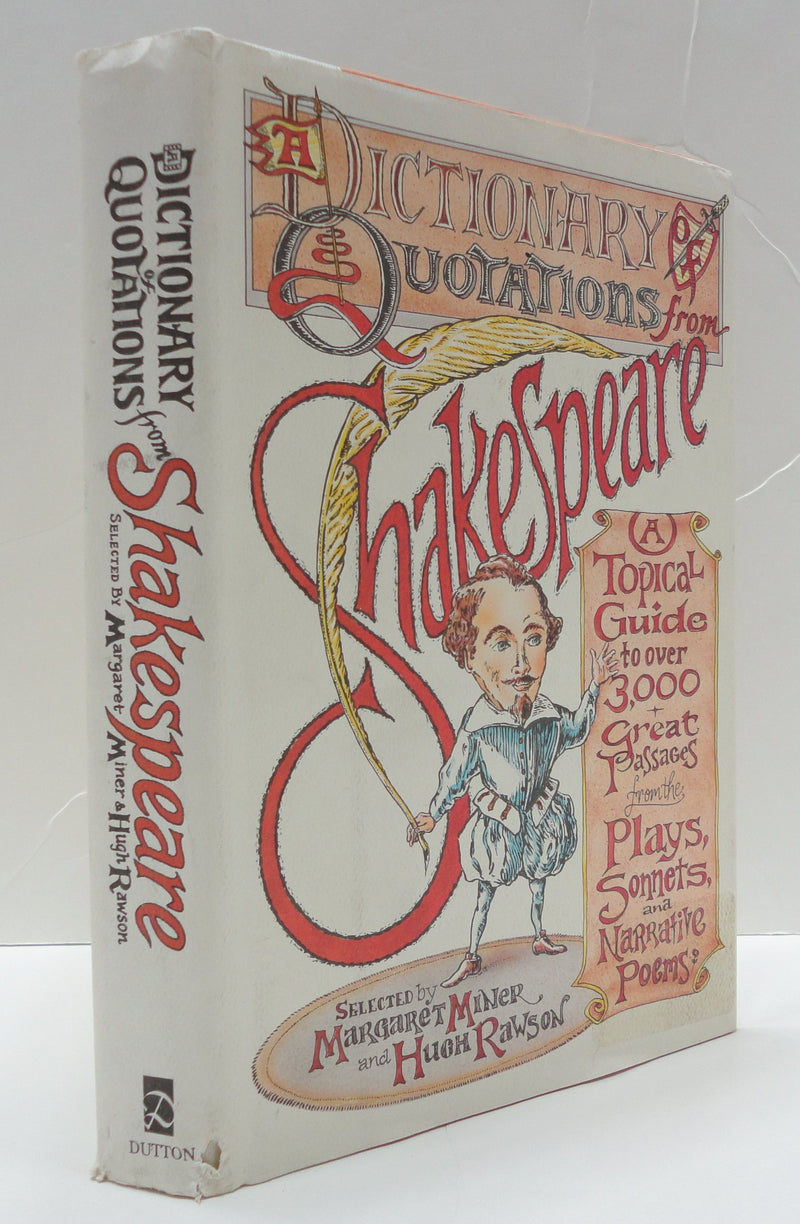 A DICTIONARY
of
QUOTATIONS from
Shakespeare
SELECTED By Margaret Miner & Hugh Rawson
DUTTON
A DICTIONARY OF
QUOTATIONS from
Shakespeare
A
Topical
Guide
to over
3,000
Great
Passages
from the
Plays,
Sonnets,
and
Narrative
Poems
SELECTED by
MARGARET MINER
and HUGH RAWSON